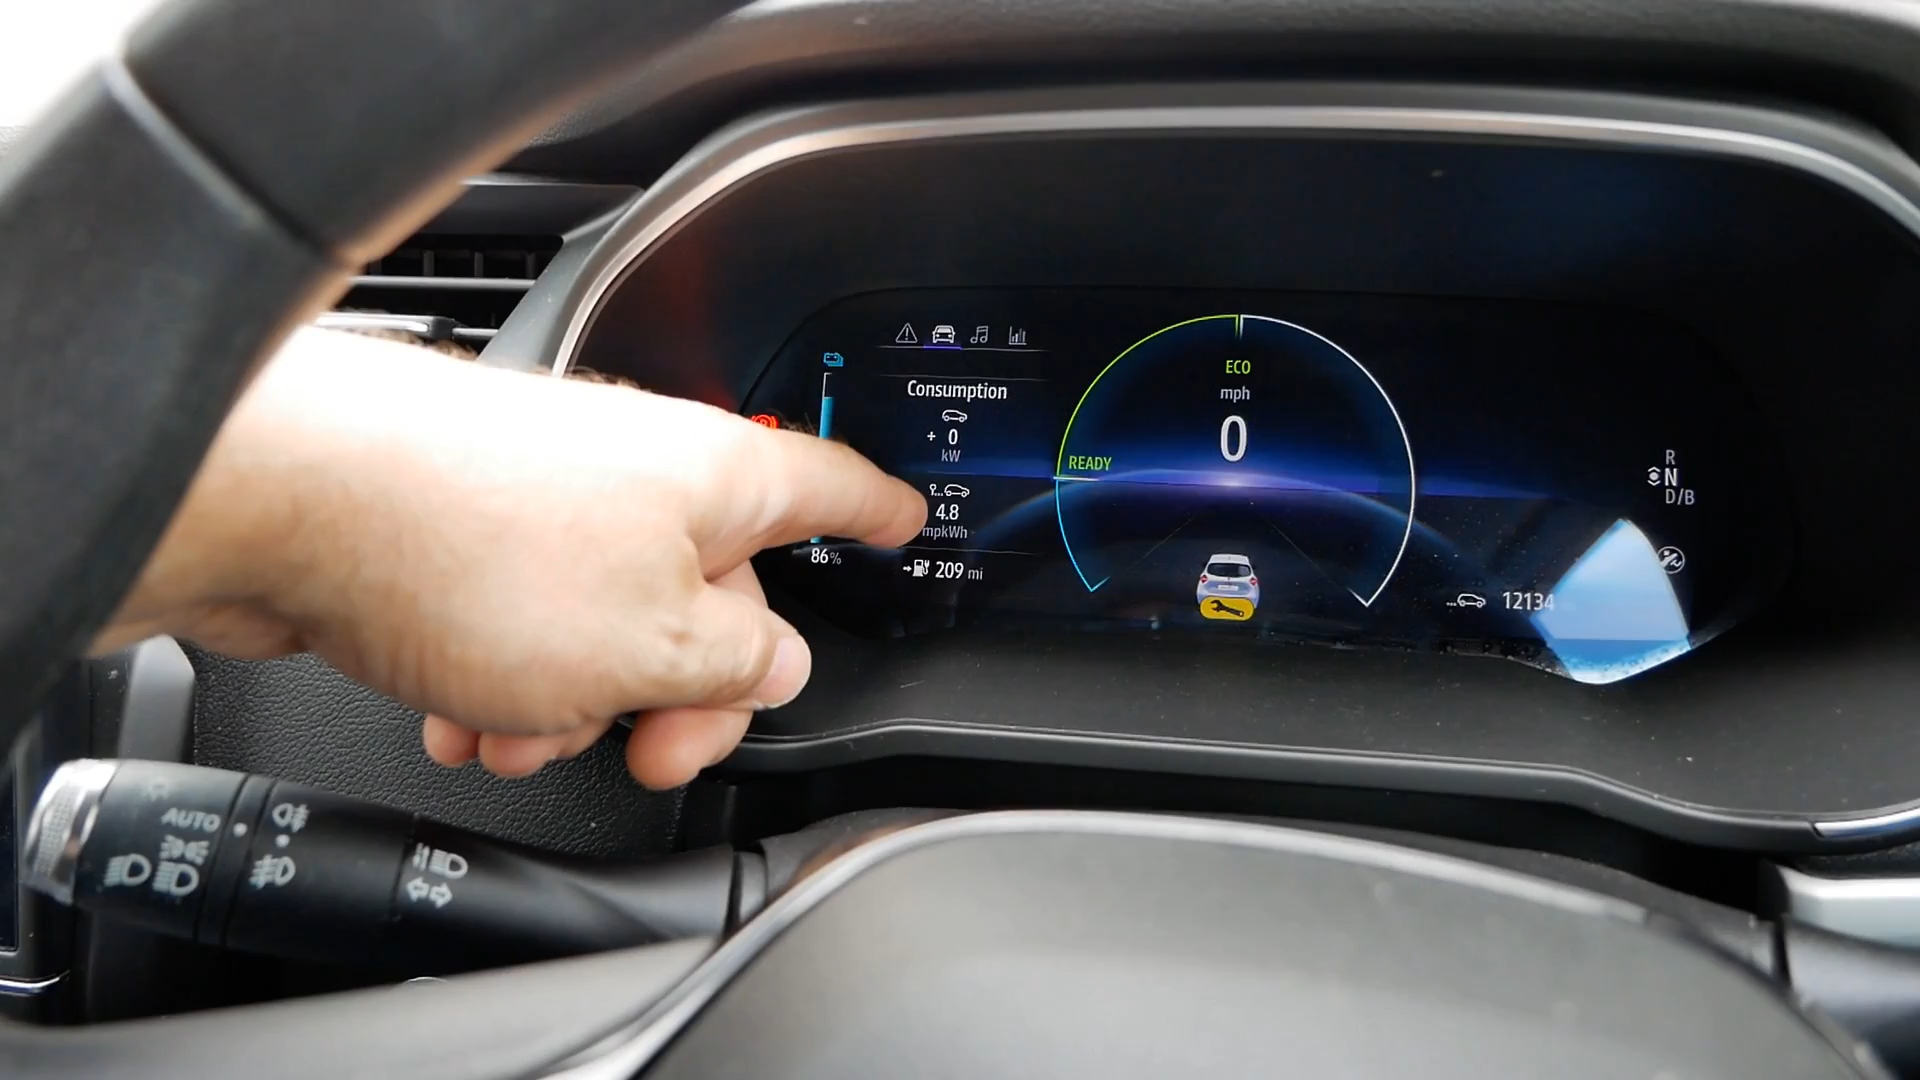 Consumption
+ 0
kW
4.8
mpkWh
86%
209 mi
ECO
mph
0
READY
R
N
D/B
12134
AUTO